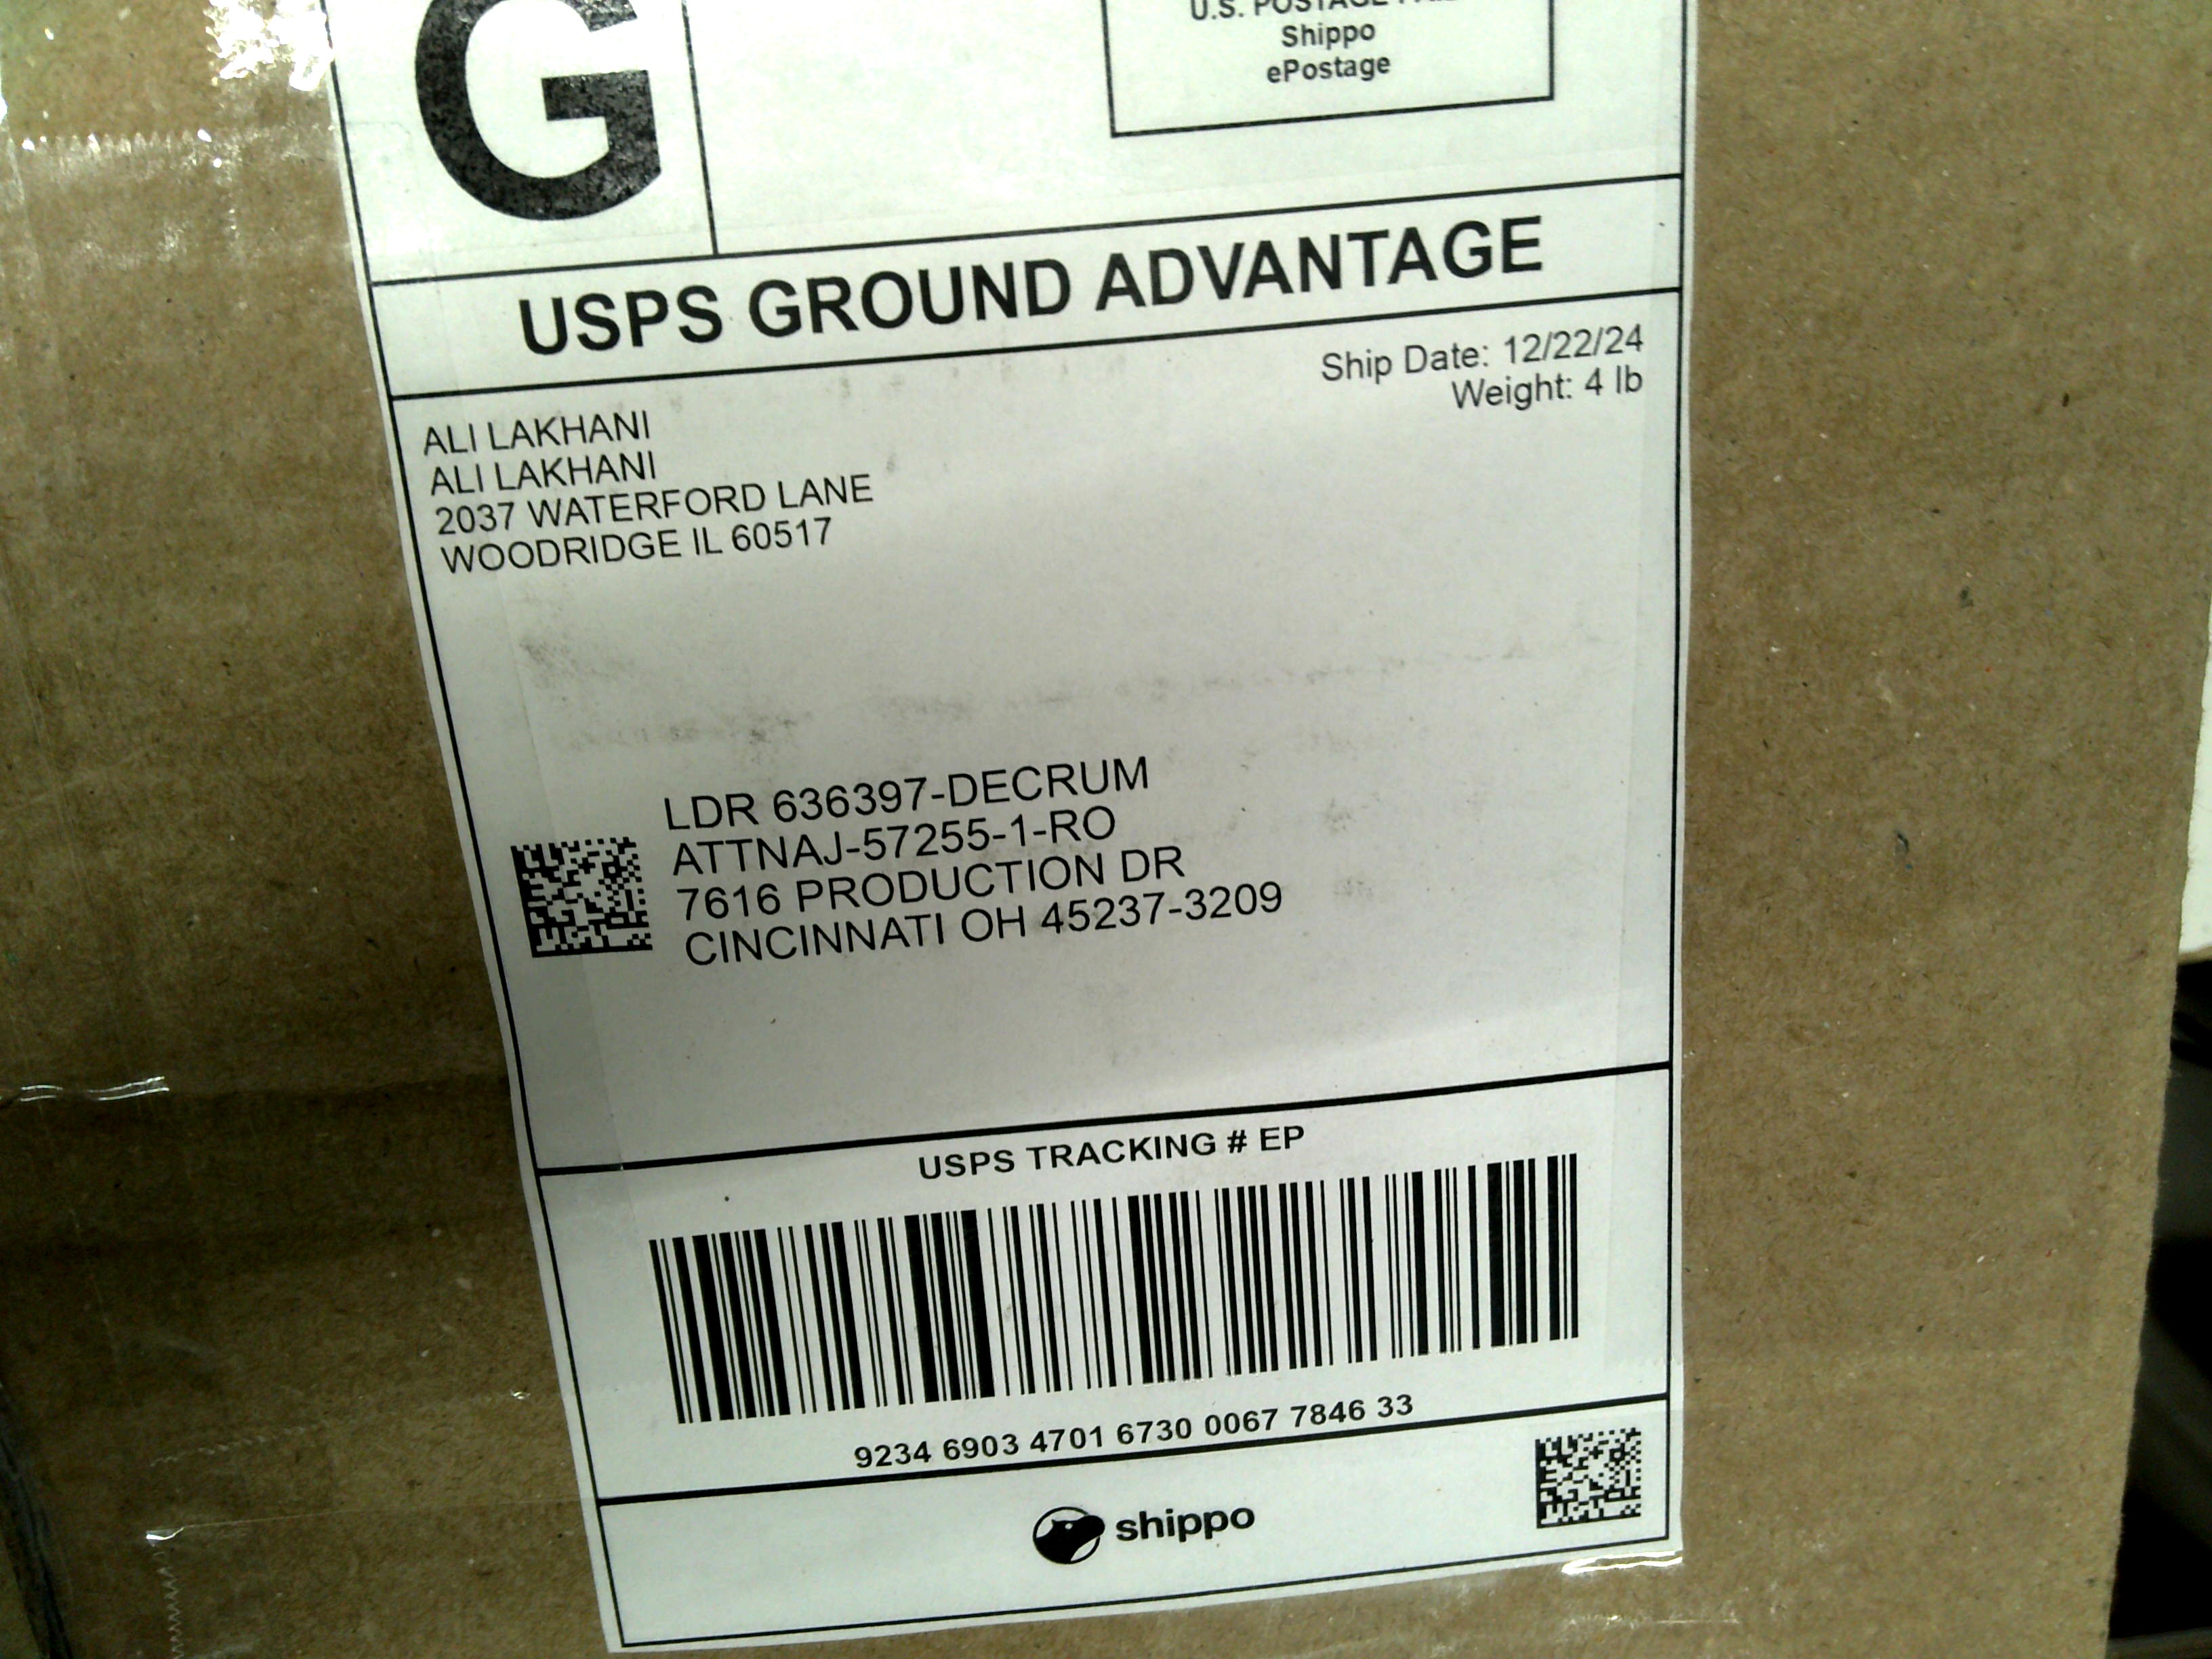 G
U.S. POSTAGE PAID
Shippo
ePostage
USPS GROUND ADVANTAGE
Ship Date: 12/22/24
Weight: 4 lb
ALI LAKHANI
ALI LAKHANI
2037 WATERFORD LANE
WOODRIDGE IL 60517
LDR 636397-DECRUM
ATTNAJ-57255-1-RO
7616 PRODUCTION DR
CINCINNATI OH 45237-3209
USPS TRACKING # EP
9234 6903 4701 6730 0067 7846 33
shippo